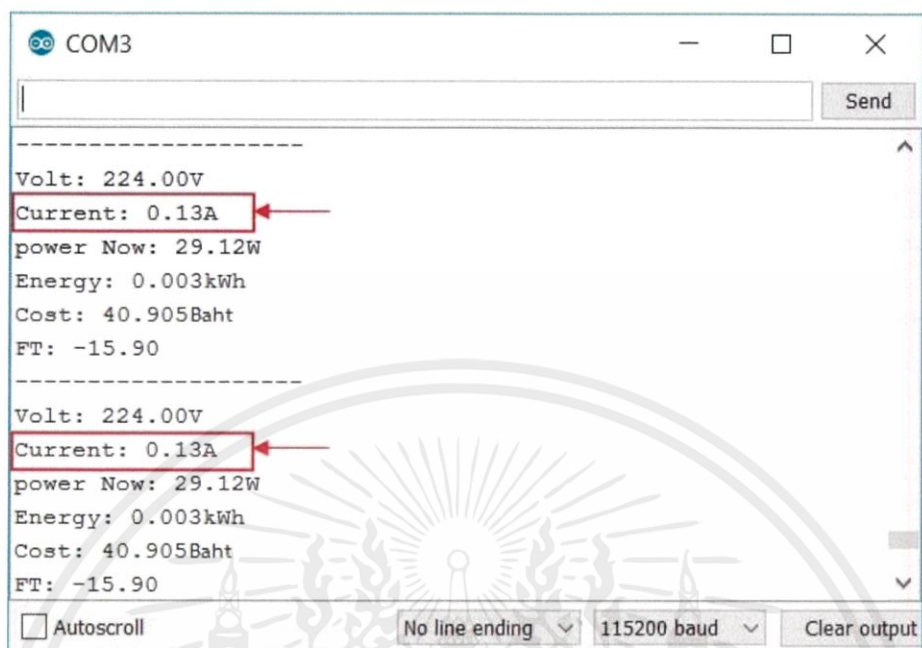 COM3
Send
--------------------
Volt: 224.00V
Current: 0.13A
power Now: 29.12W
Energy: 0.003kWh
Cost: 40.905Baht
FT: -15.90
--------------------
Volt: 224.00V
Current: 0.13A
power Now: 29.12W
Energy: 0.003kWh
Cost: 40.905Baht
FT: -15.90
Autoscroll No line ending 115200 baud Clear output